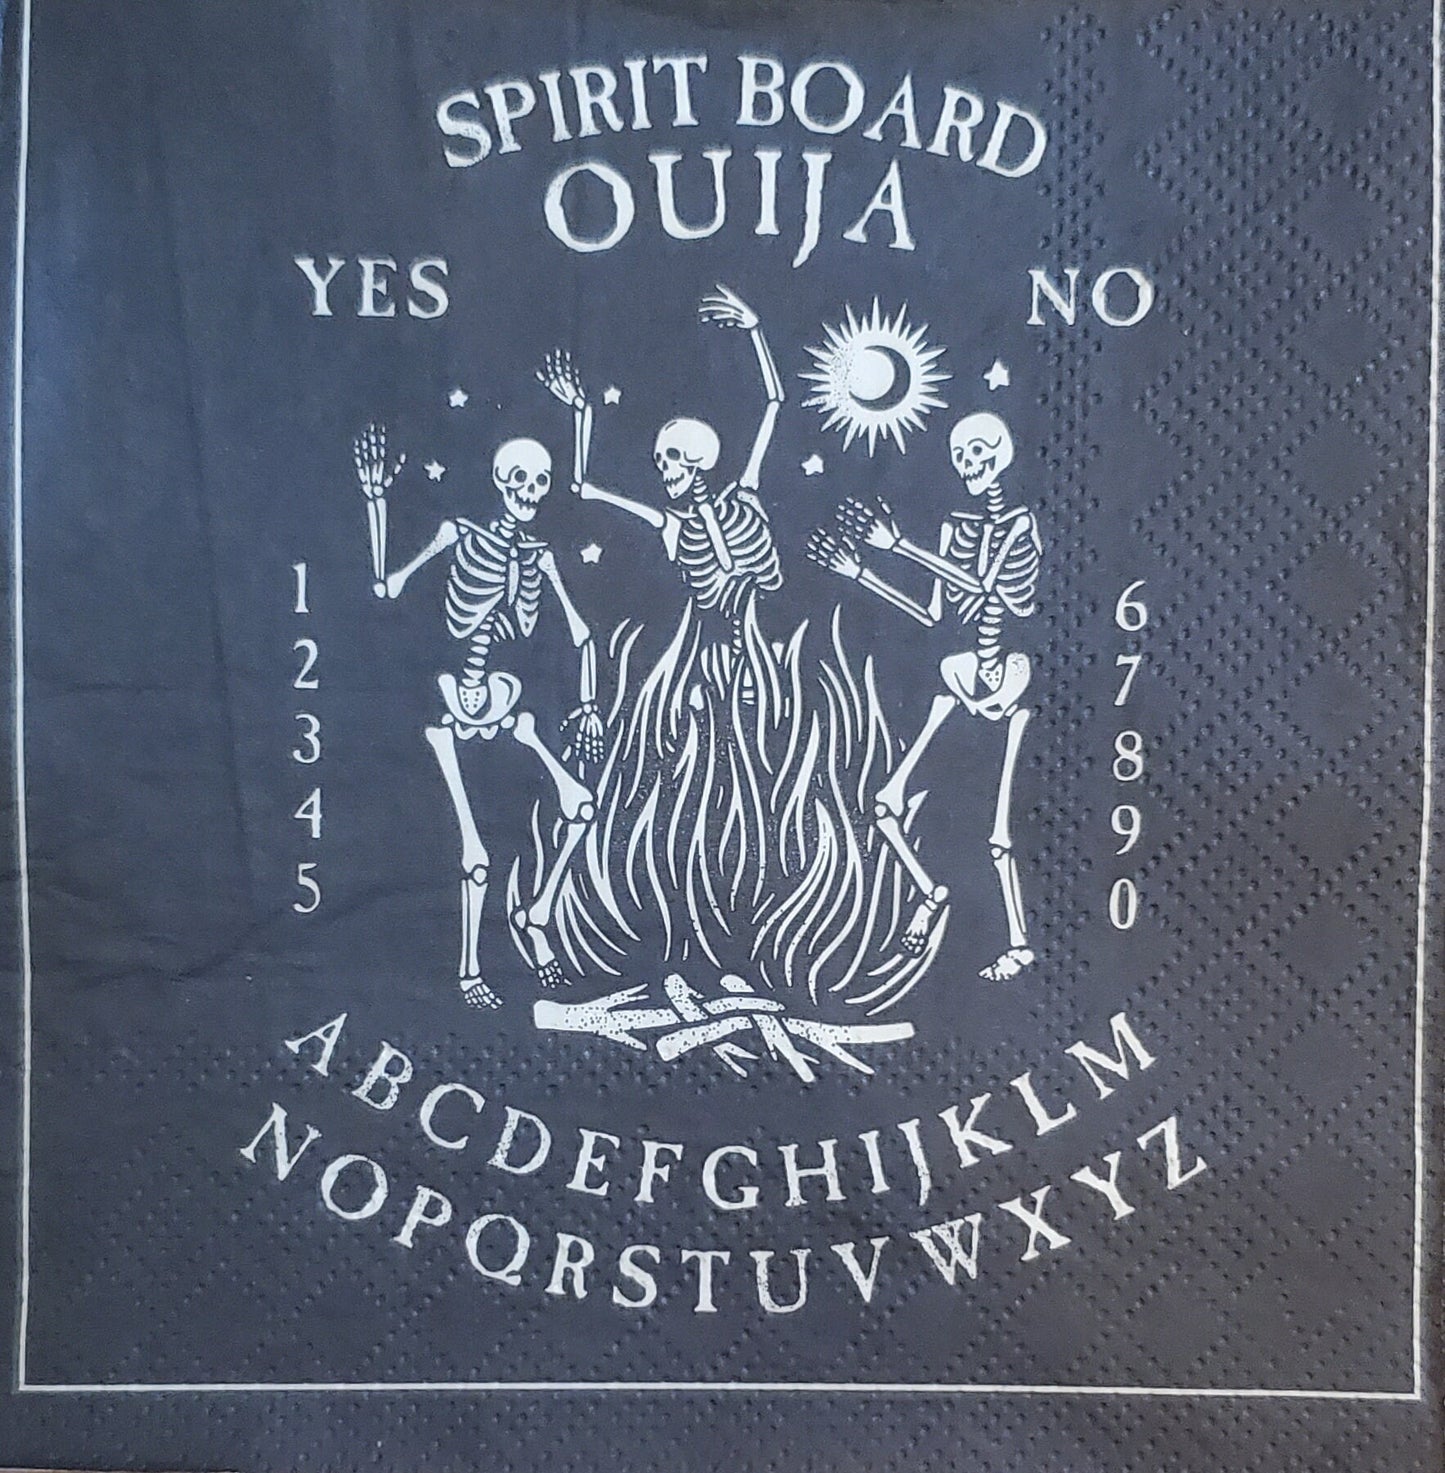 SPIRIT BOARD
OUIJA
YES
NO
1
2
3
4
5
6
7
8
9
0
ABCDEFGHIJKLM
NOPQRSTUVWXYZ